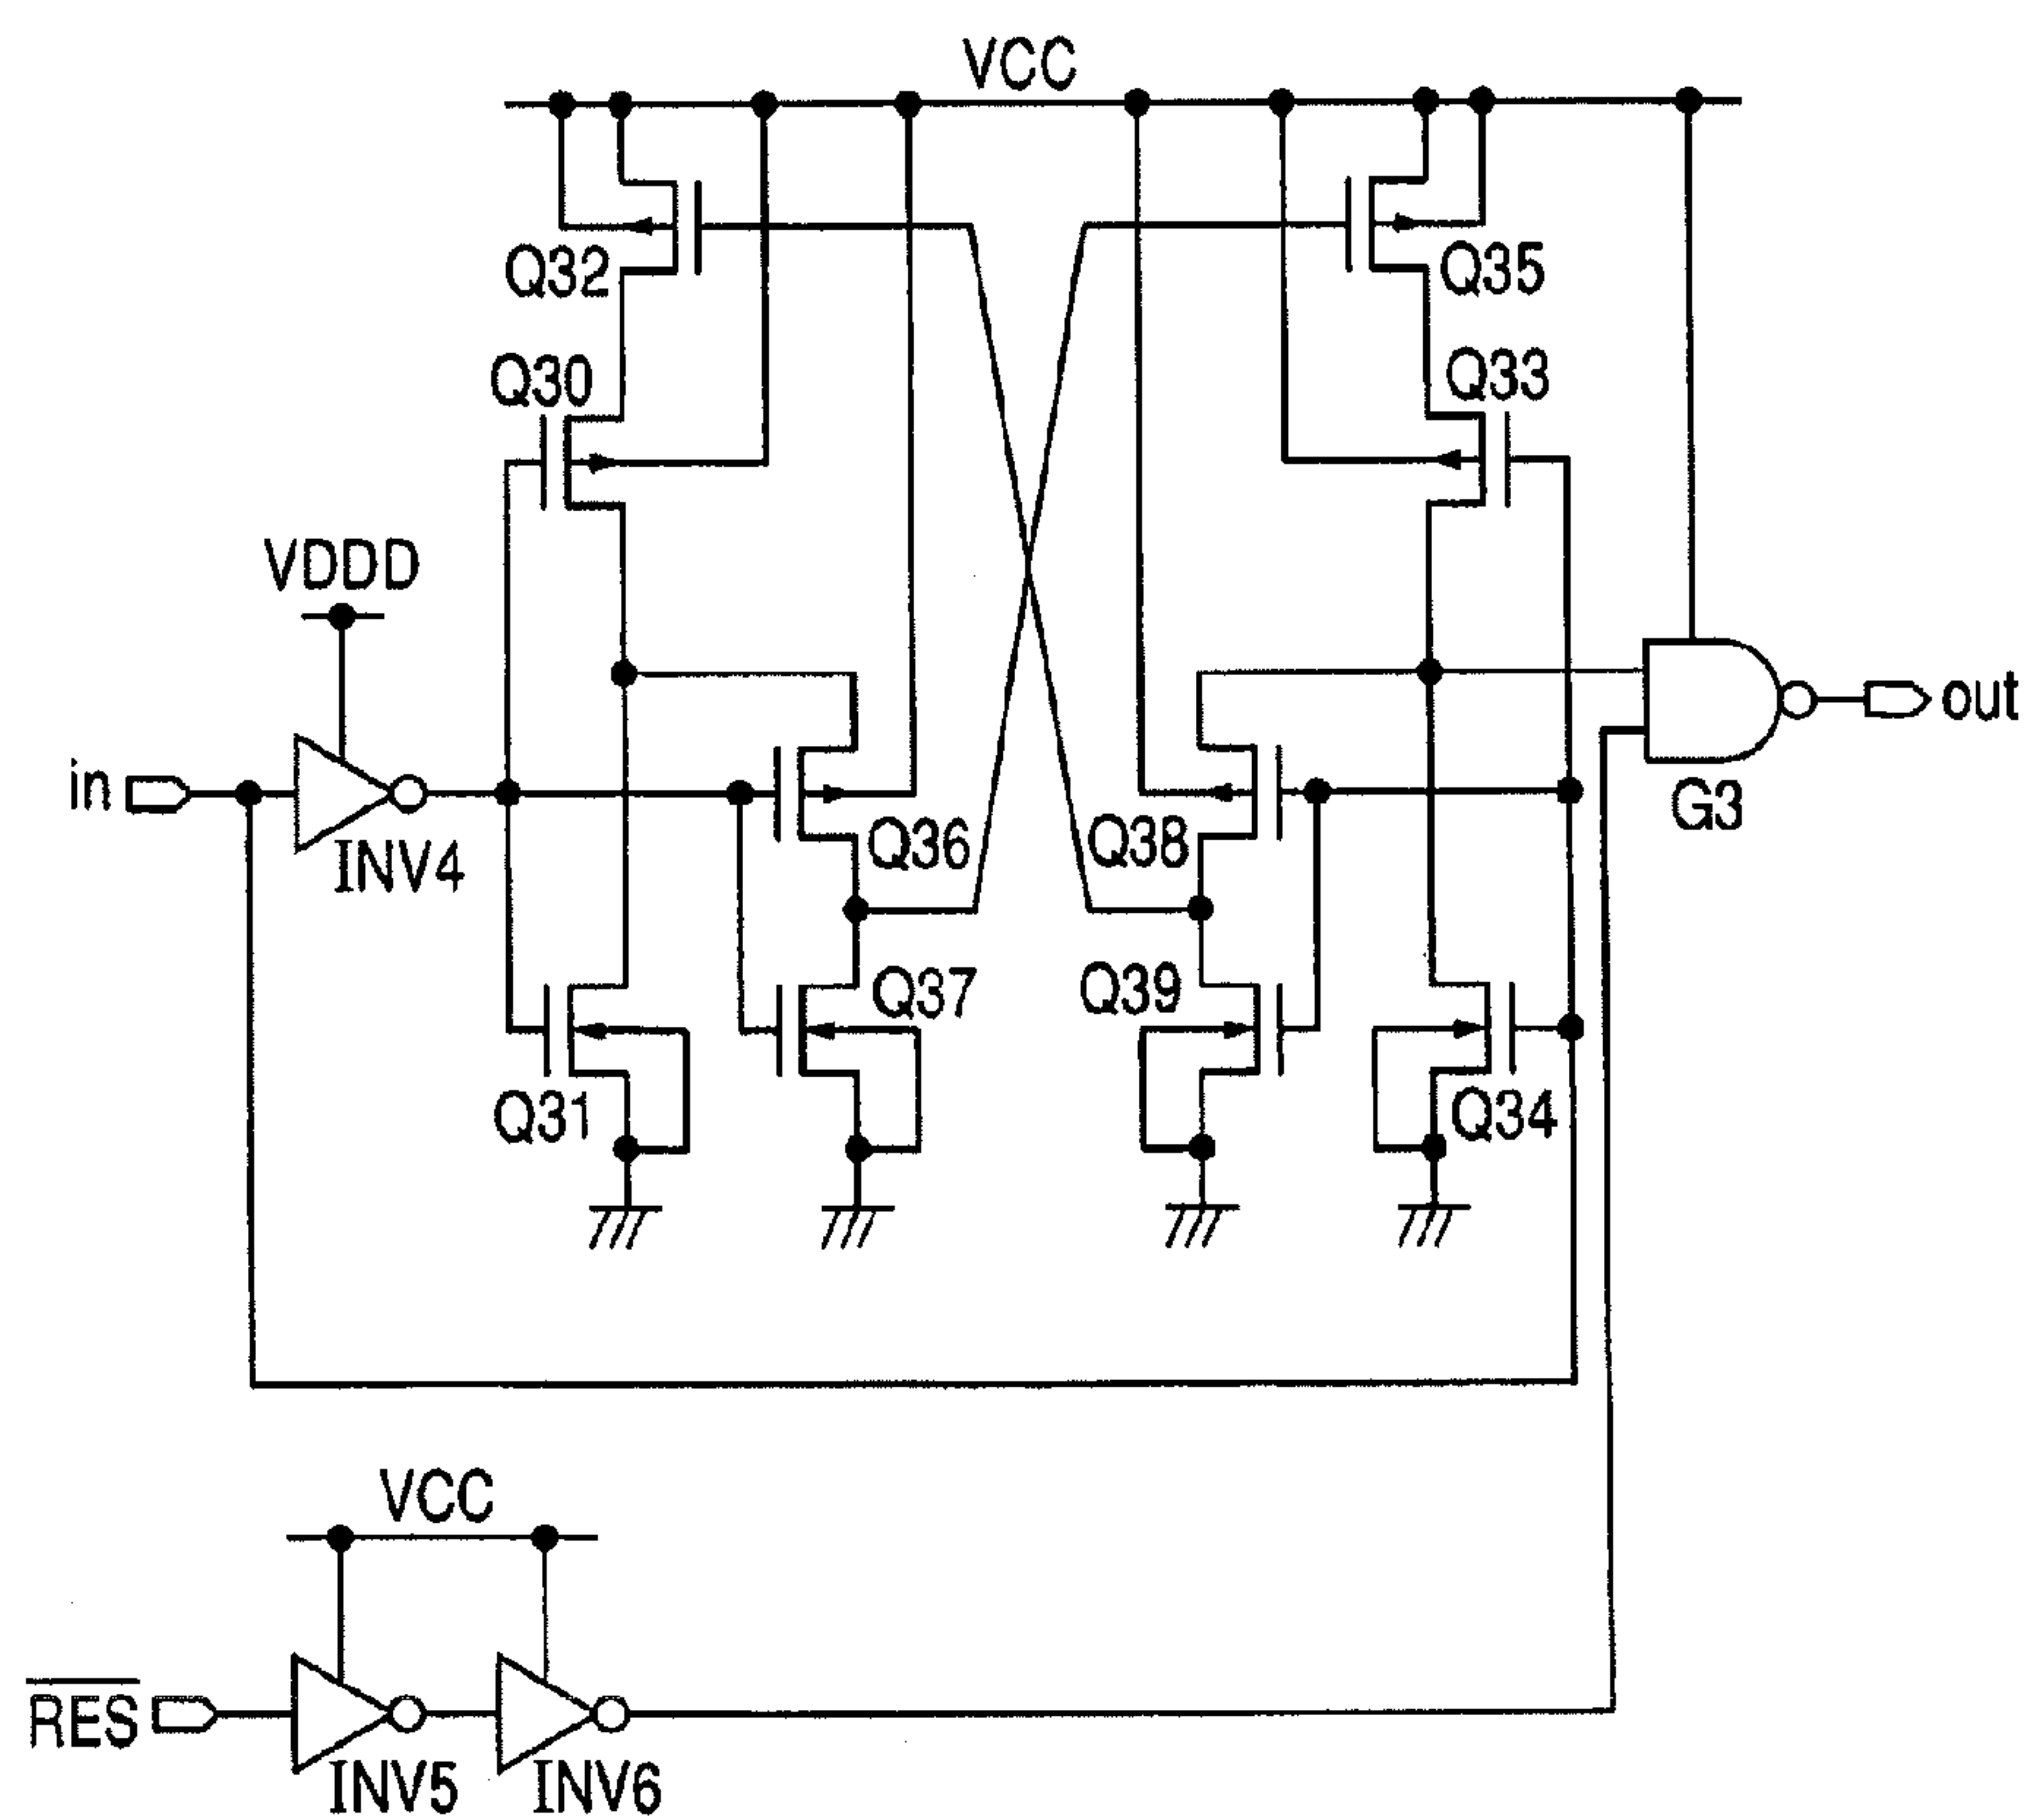 VCC
Q32
Q35
Q30
Q33
VDDD
in
INV4
Q36
Q38
G3
out
Q37
Q39
Q31
Q34
VCC
RES
INV5
INV6